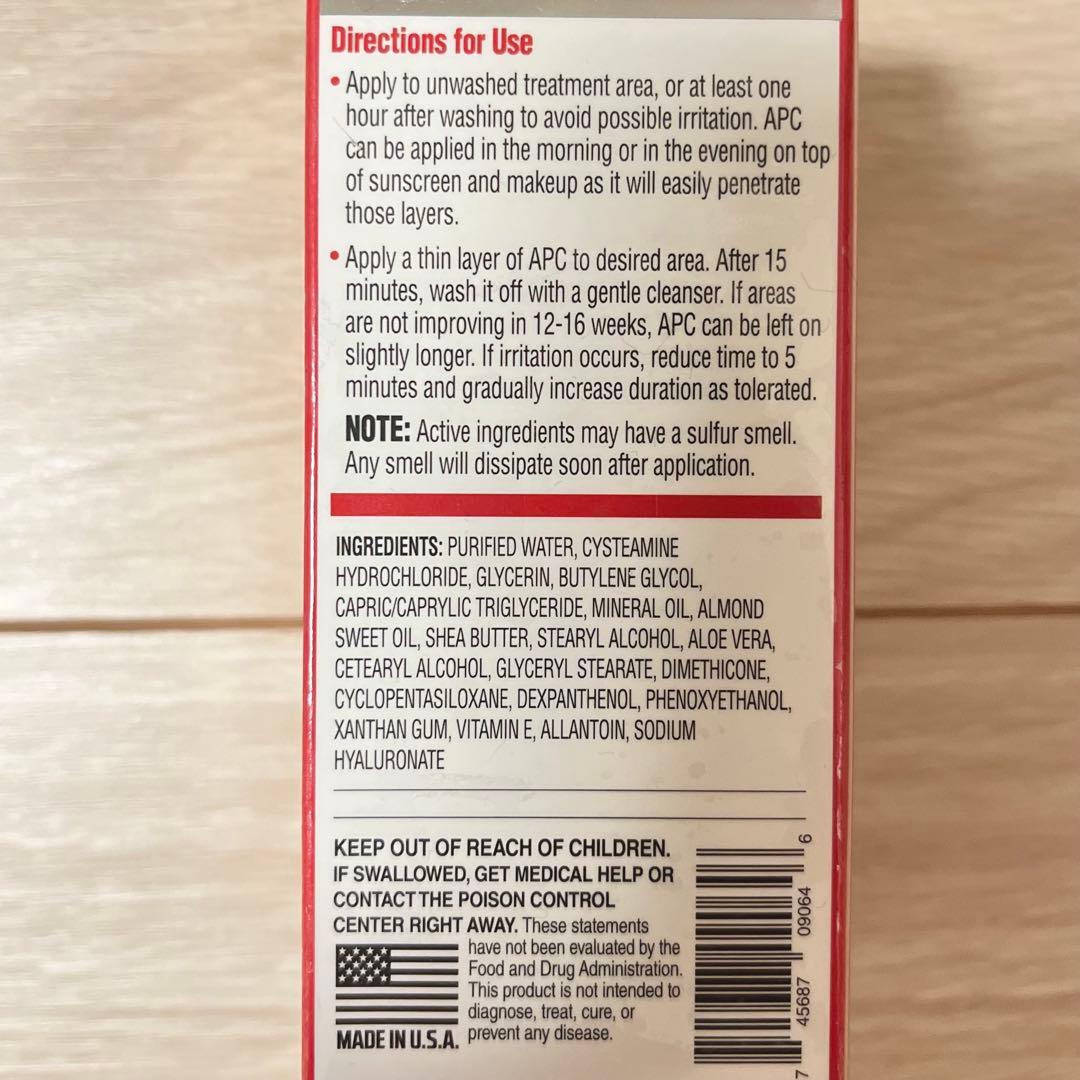 Directions for Use
• Apply to unwashed treatment area, or at least one
hour after washing to avoid possible irritation. APC
can be applied in the morning or in the evening on top
of sunscreen and makeup as it will easily penetrate
those layers.
• Apply a thin layer of APC to desired area. After 15
minutes, wash it off with a gentle cleanser. If areas
are not improving in 12-16 weeks, APC can be left on
slightly longer. If irritation occurs, reduce time to 5
minutes and gradually increase duration as tolerated.
NOTE: Active ingredients may have a sulfur smell.
Any smell will dissipate soon after application.
INGREDIENTS: PURIFIED WATER, CYSTEAMINE
HYDROCHLORIDE, GLYCERIN, BUTYLENE GLYCOL,
CAPRIC/CAPRYLIC TRIGLYCERIDE, MINERAL OIL, ALMOND
SWEET OIL, SHEA BUTTER, STEARYL ALCOHOL, ALOE VERA,
CETEARYL ALCOHOL, GLYCERYL STEARATE, DIMETHICONE,
CYCLOPENTASILOXANE, DEXPANTHENOL, PHENOXYETHANOL,
XANTHAN GUM, VITAMIN E, ALLANTOIN, SODIUM
HYALURONATE
KEEP OUT OF REACH OF CHILDREN.
IF SWALLOWED, GET MEDICAL HELP OR
CONTACT THE POISON CONTROL
CENTER RIGHT AWAY. These statements
have not been evaluated by the
Food and Drug Administration.
This product is not intended to
diagnose, treat, cure, or
prevent any disease.
MADE IN U.S.A.
7 45687 09064 6